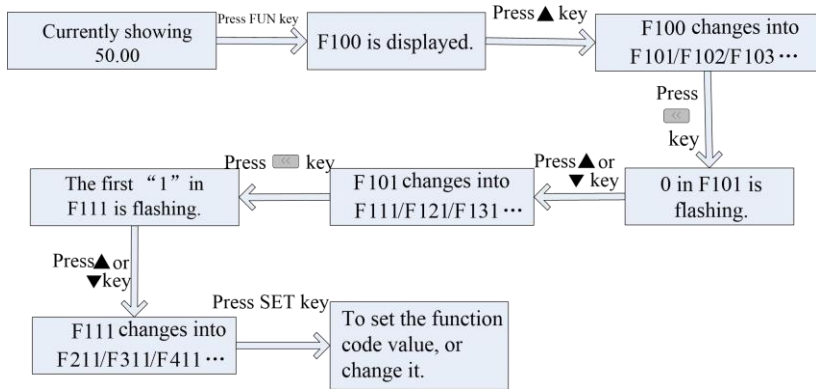 Currently showing
50.00
Press FUN key
F100 is displayed.
Press ▲ key
F100 changes into
F101/F102/F103 ⋯
Press
<<
key
0 in F101 is
flashing.
Press ▲ or
▼ key
F101 changes into
F111/F121/F131 ⋯
Press << key
The first “1” in
F111 is flashing.
Press▲ or
▼key
F111 changes into
F211/F311/F411 ⋯
Press SET key
To set the function
code value, or
change it.